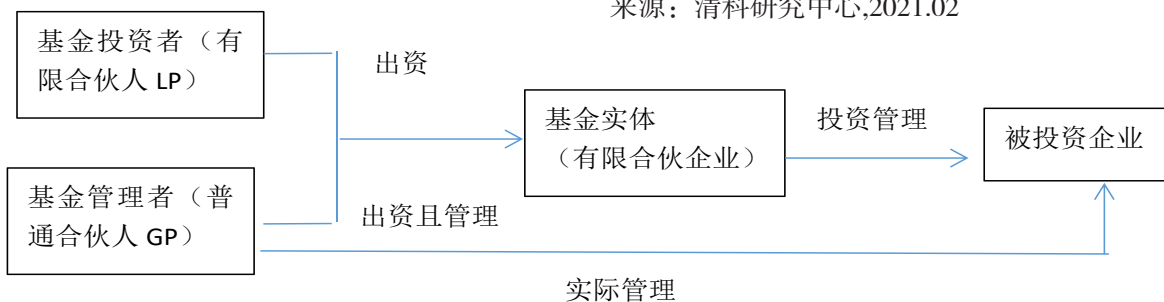 来源：清科研究中心,2021.02
基金投资者（有
限合伙人 LP）
出资
基金实体
（有限合伙企业）
投资管理
被投资企业
基金管理者（普
通合伙人 GP）
出资且管理
实际管理